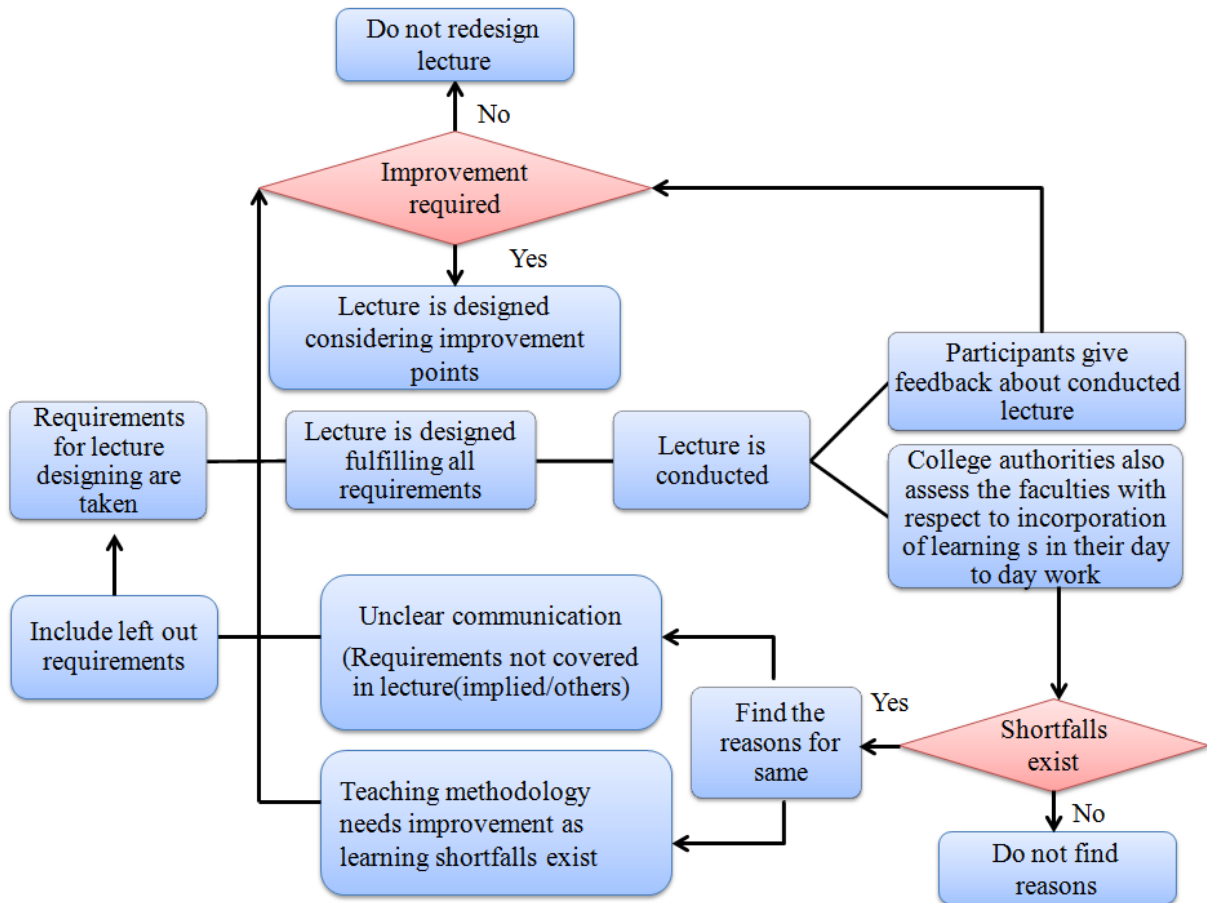 Do not redesign
lecture
No
Improvement
required
Yes
Lecture is designed
considering improvement
points
Participants give
feedback about conducted
lecture
Requirements
for lecture
designing are
taken
Lecture is designed
fulfilling all
requirements
Lecture is
conducted
College authorities also
assess the faculties with
respect to incorporation
of learning s in their day
to day work
Include left out
requirements
Unclear communication
(Requirements not covered
in lecture(implied/others)
Find the
reasons for
same
Yes
Shortfalls
exist
Teaching methodology
needs improvement as
learning shortfalls exist
No
Do not find
reasons